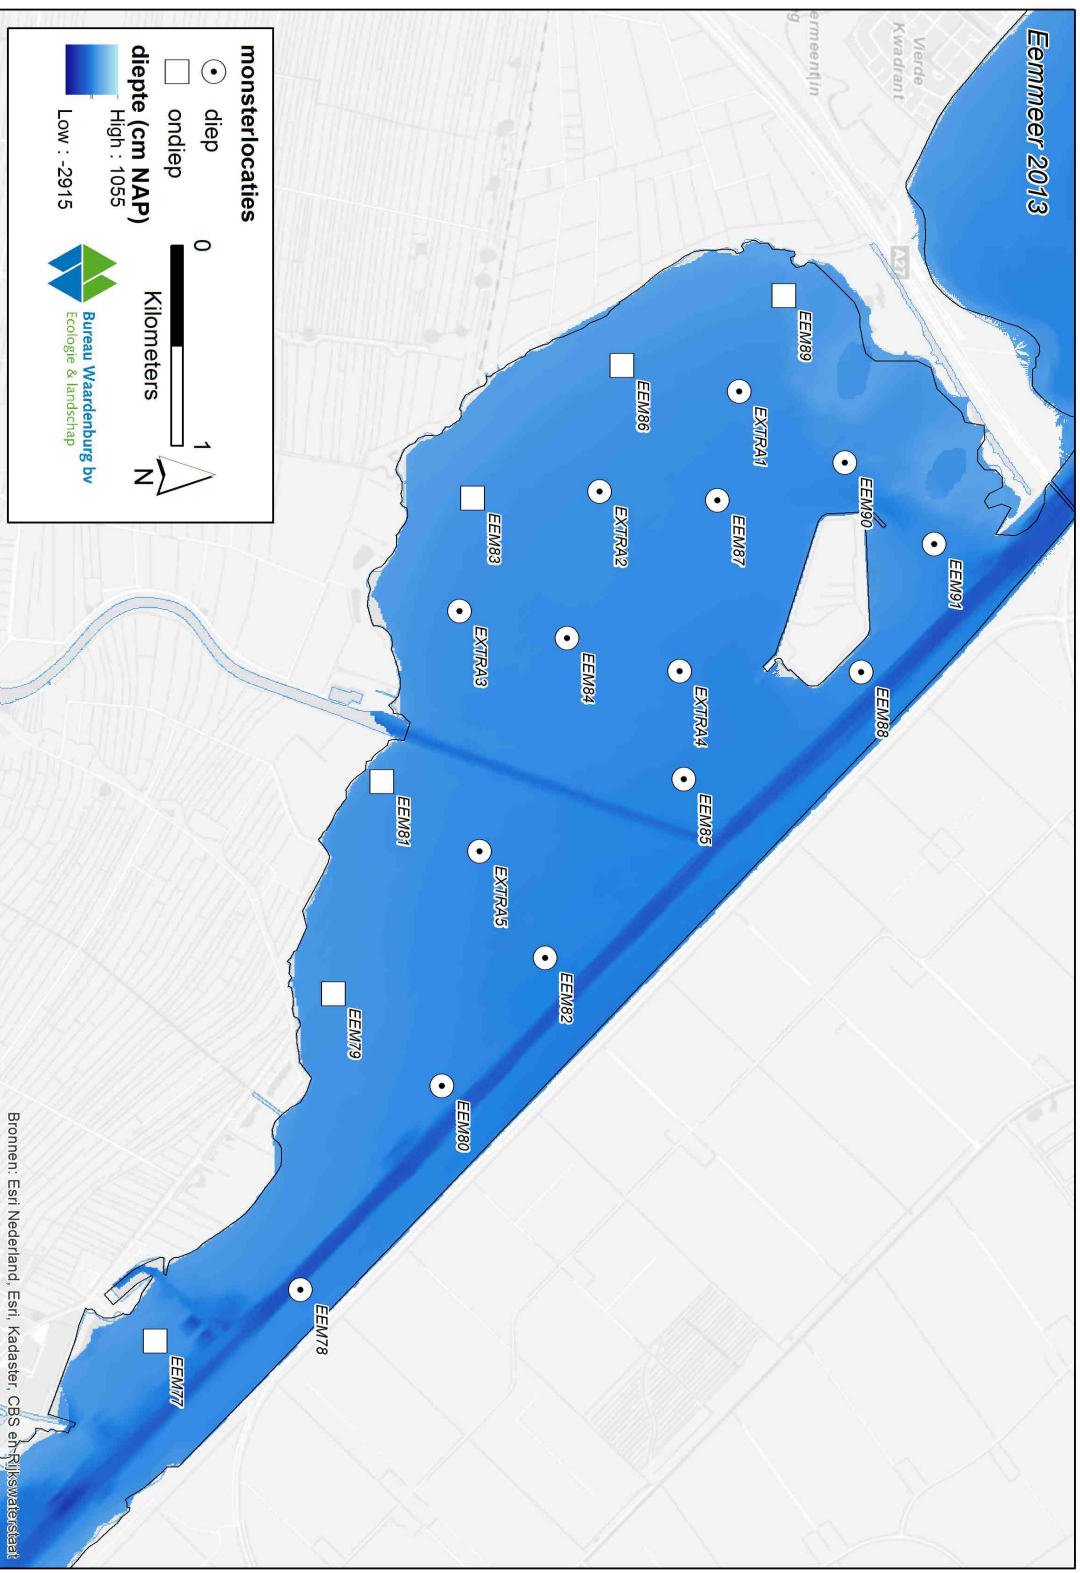 Eemmeer 2013
Vierde
Kwadrant
ermeentin
g
A27
EEM89
EEM86
EXTRA1
EEM90
EEM91
EEM87
EXTRA2
EEM83
EEM88
EXTRA4
EEM84
EXTRA3
EEM85
EEM81
EXTRA5
EEM82
EEM79
EEM80
EEM78
EEM77
monsterlocaties
diep
ondiep
diepte (cm NAP)
High : 1055
Low : -2915
0 1
Kilometers
N
Bureau Waardenburg bv
Ecologie & landschap
Bronnen: Esri Nederland, Esri, Kadaster, CBS en Rijkswaterstaat